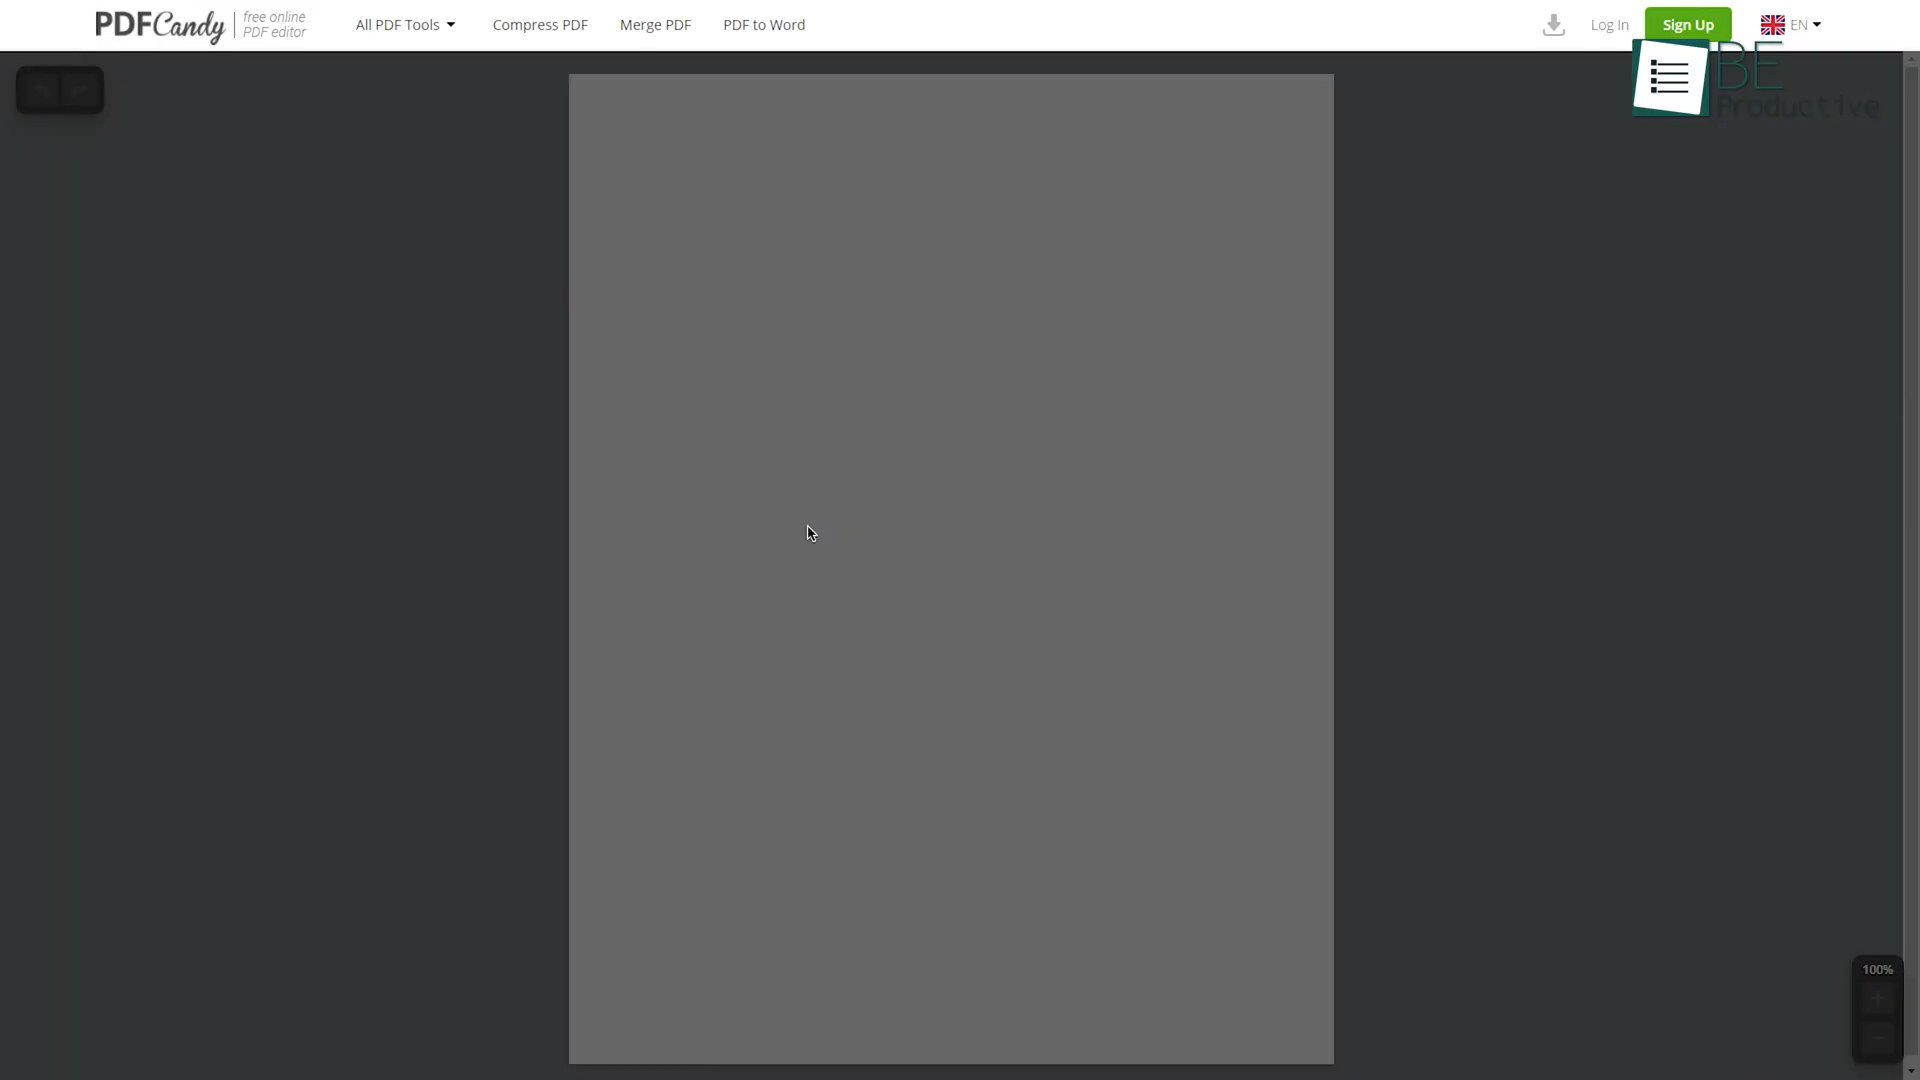 PDFCandy
free online
PDF editor
All PDF Tools
Compress PDF
Merge PDF
PDF to Word
Log In
Sign Up
EN
BE
Productive
100%